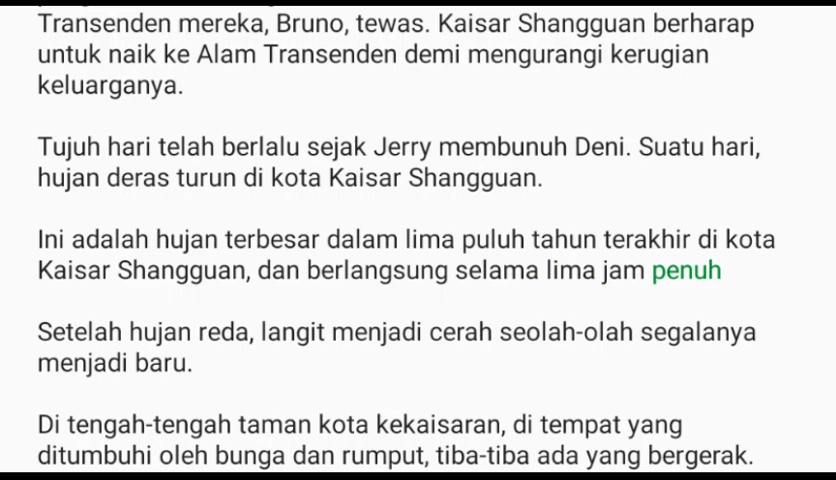 Transenden mereka, Bruno, tewas. Kaisar Shangguan berharap
untuk naik ke Alam Transenden demi mengurangi kerugian
keluarganya.
Tujuh hari telah berlalu sejak Jerry membunuh Deni. Suatu hari,
hujan deras turun di kota Kaisar Shangguan.
Ini adalah hujan terbesar dalam lima puluh tahun terakhir di kota
Kaisar Shangguan, dan berlangsung selama lima jam penuh
Setelah hujan reda, langit menjadi cerah seolah-olah segalanya
menjadi baru.
Di tengah-tengah taman kota kekaisaran, di tempat yang
ditumbuhi oleh bunga dan rumput, tiba-tiba ada yang bergerak.